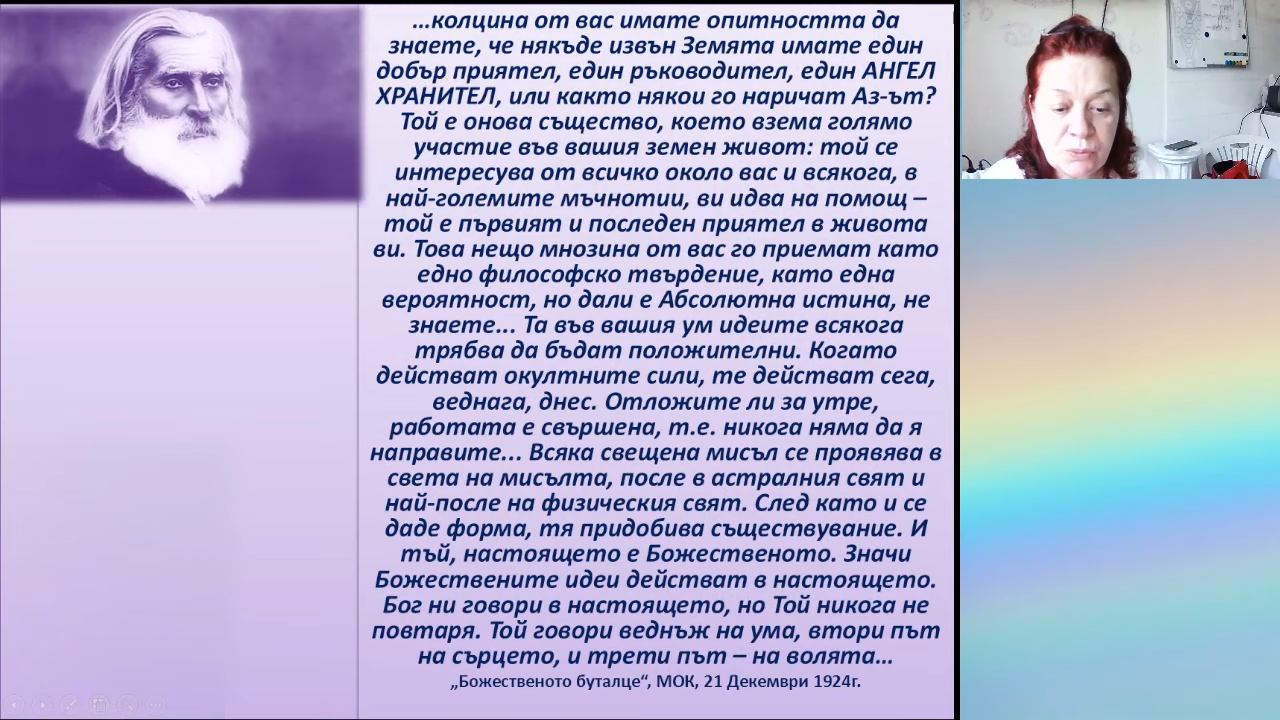 ...колцина от вас имате опитността да
знаете, че някъде извън Земята имате един
добър приятел, един ръководител, един АНГЕЛ
ХРАНИТЕЛ, или както някои го наричат Аз-ът?
Той е онова същество, което взема голямо
участие във вашия земен живот: той се
интересува от всичко около вас и всякога, в
най-големите мъчнотии, ви идва на помощ –
той е първият и последен приятел в живота
ви. Това нещо мнозина от вас го приемат като
едно философско твърдение, като една
вероятност, но дали е Абсолютна истина, не
знаете... Та във вашия ум идеите всякога
трябва да бъдат положителни. Когато
действат окултните сили, те действат сега,
веднага, днес. Отложите ли за утре,
работата е свършена, т.е. никога няма да я
направите... Всяка свещена мисъл се проявява в
света на мисълта, после в астралния свят и
най-после на физическия свят. След като и се
даде форма, тя придобива съществувание. И
тъй, настоящето е Божественото. Значи
Божествените идеи действат в настоящето.
Бог ни говори в настоящето, но Той никога не
повтаря. Той говори веднъж на ума, втори път
на сърцето, и трети път – на волята...
„Божественото буталце“, МОК, 21 Декември 1924г.